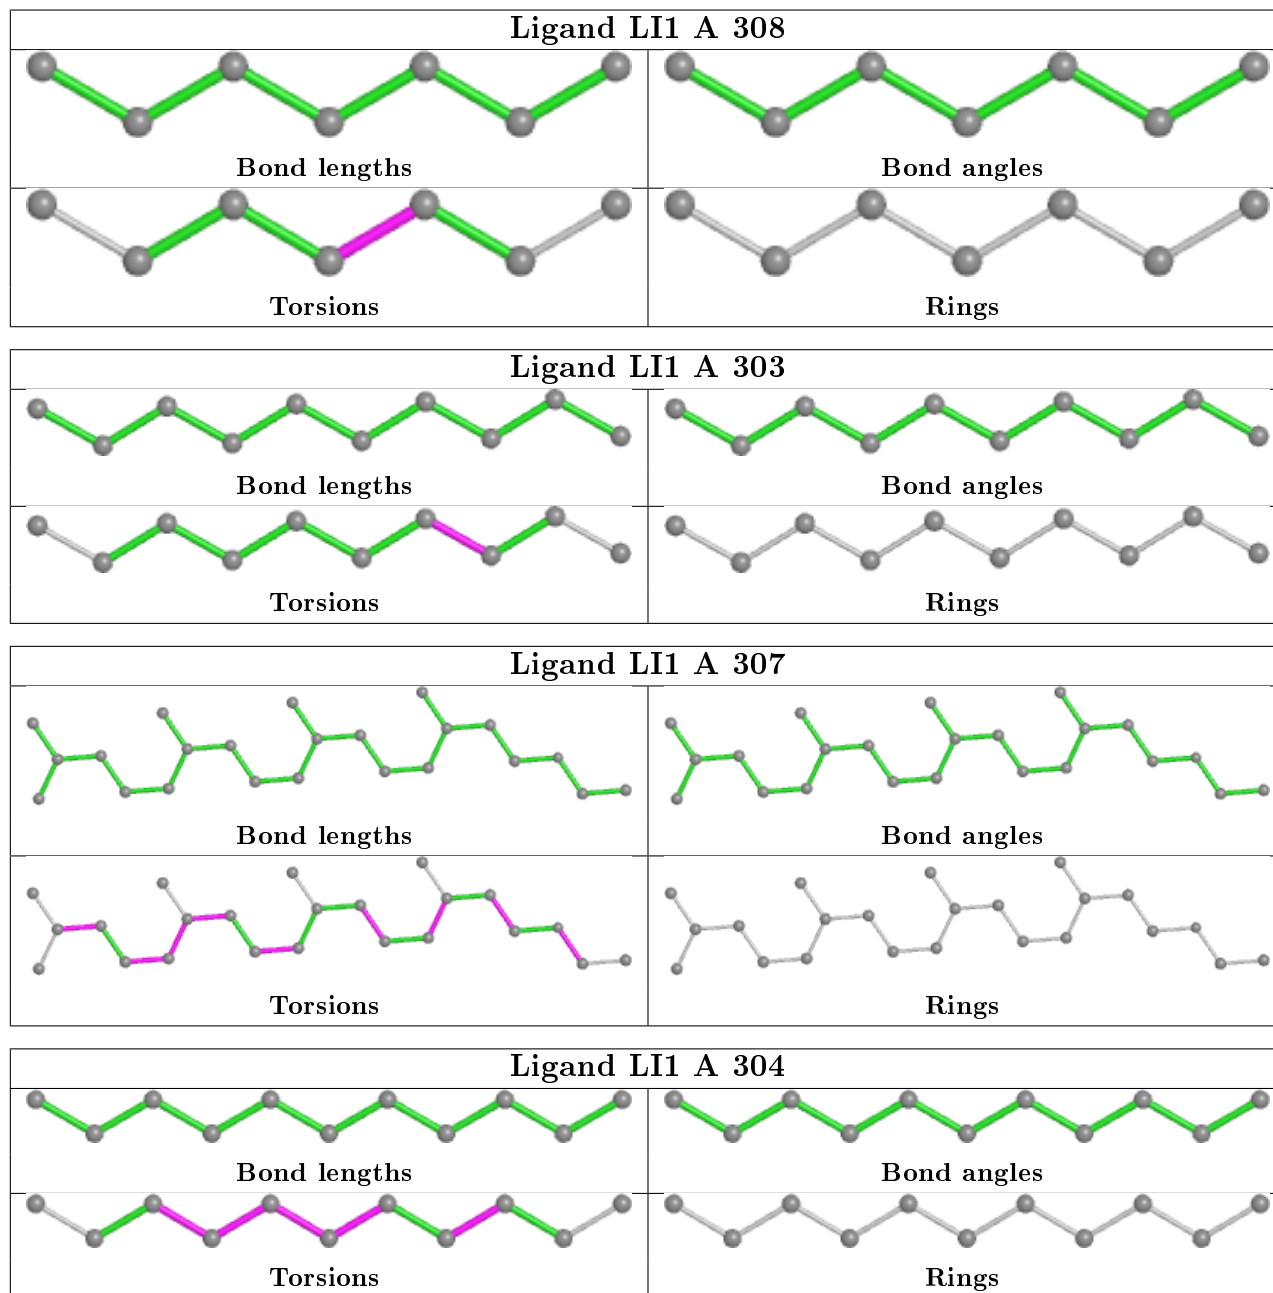 Ligand LI1 A 308
Bond lengths Bond angles
Torsions Rings
Ligand LI1 A 303
Bond lengths Bond angles
Torsions Rings
Ligand LI1 A 307
Bond lengths Bond angles
Torsions Rings
Ligand LI1 A 304
Bond lengths Bond angles
Torsions Rings